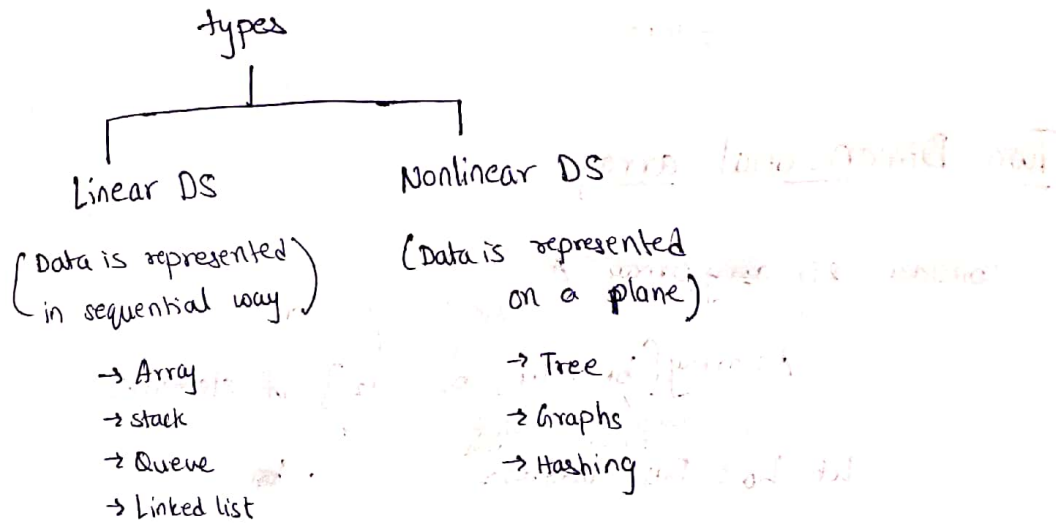 types
Linear DS
(Data is represented
in sequential way.)
→ Array
→ stack
→ Queue
→ Linked list
Nonlinear DS
(Data is represented
on a plane)
→ Tree
→ Graphs
→ Hashing